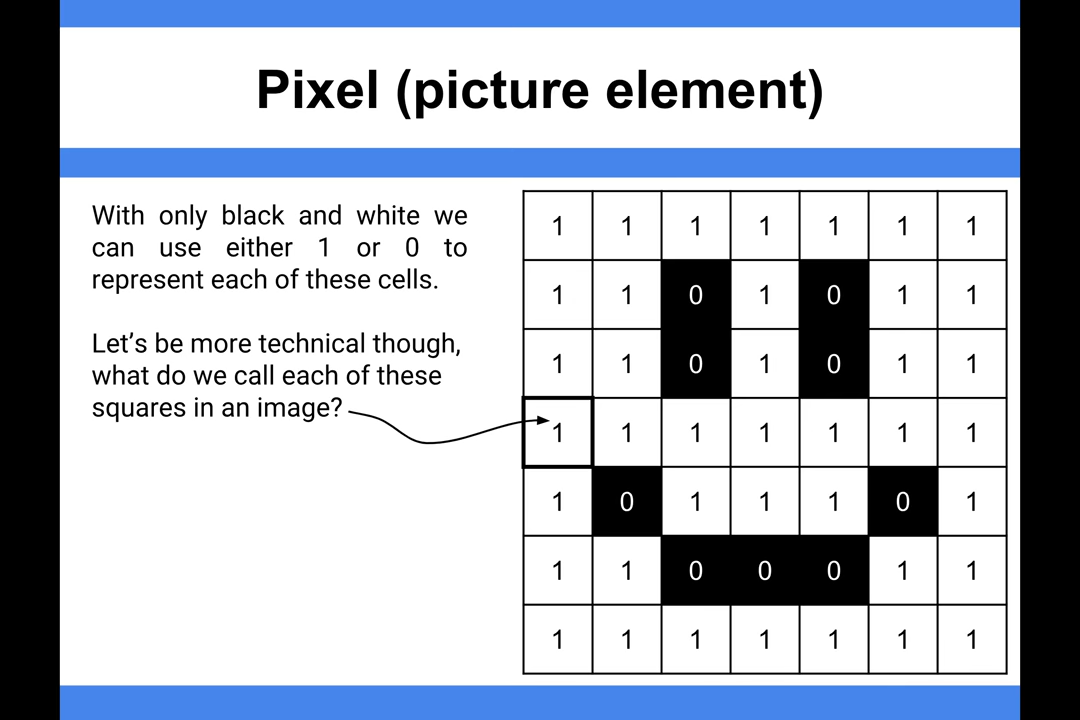 Pixel (picture element)
With only black and white we
can use either 1 or 0 to
represent each of these cells.
Let’s be more technical though,
what do we call each of these
squares in an image?
1 1 1 1 1 1 1
1 1 0 1 0 1 1
1 1 0 1 0 1 1
1 1 1 1 1 1 1
1 0 1 1 1 0 1
1 1 0 0 0 1 1
1 1 1 1 1 1 1